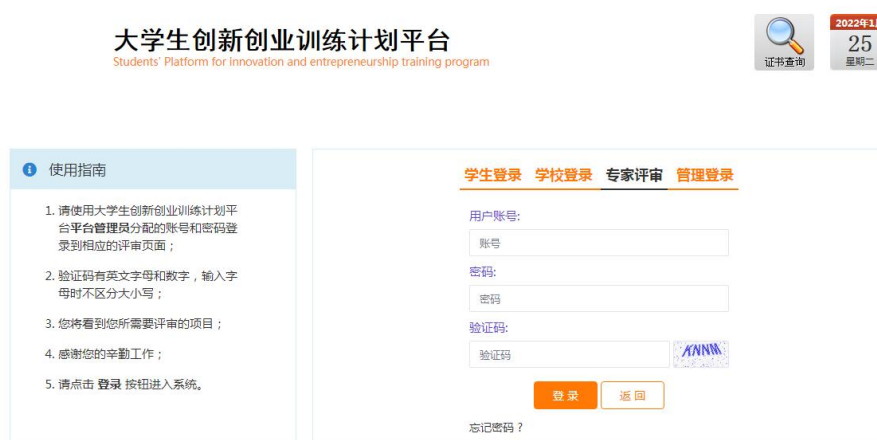 大学生创新创业训练计划平台
Students' Platform for innovation and entrepreneurship training program
证书查询
2022年1
25
星期二
使用指南
1. 请使用大学生创新创业训练计划平
台平台管理员分配的账号和密码登
录到相应的评审页面；
2. 验证码有英文字母和数字，输入字
母时不区分大小写；
3. 您将看到您所需要评审的项目；
4. 感谢您的辛勤工作；
5. 请点击 登录 按钮进入系统。
学生登录 学校登录 专家评审 管理登录
用户账号:
账号
密码:
密码
验证码:
验证码
KNNM
登 录
返 回
忘记密码？